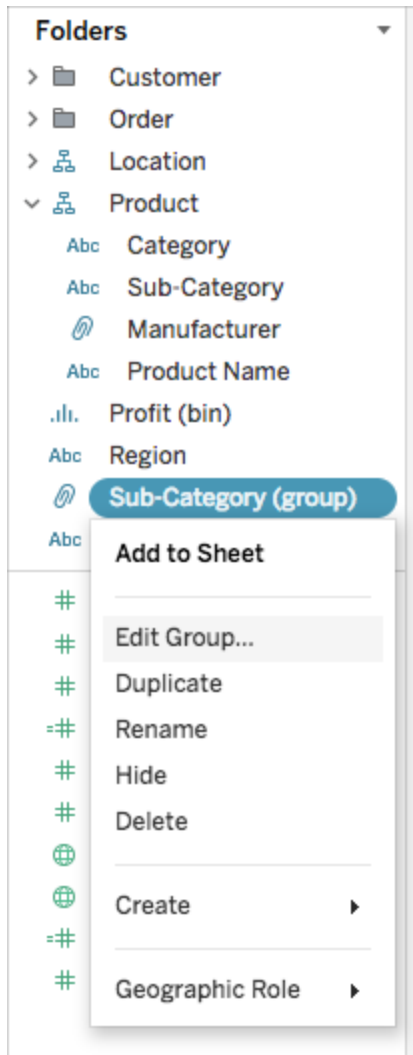 Folders
Customer
Order
Location
Product
Abc Category
Abc Sub-Category
Manufacturer
Abc Product Name
Profit (bin)
Abc Region
Sub-Category (group)
Abc
Add to Sheet
#
Edit Group...
#
Duplicate
#
Rename
=#
Hide
#
Delete
#
Create
=#
Geographic Role
#